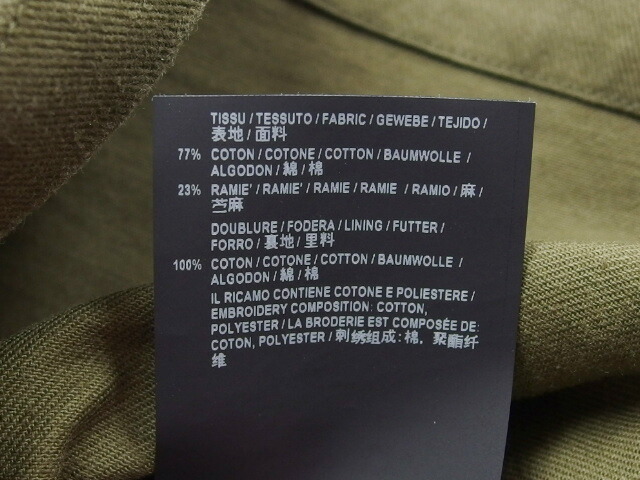 TISSU / TESSUTO / FABRIC / GEWEBE / TEJIDO /
表地 / 面料
77% COTON / COTONE / COTTON / BAUMWOLLE /
ALGODON / 綿 / 棉
23% RAMIE' / RAMIE' / RAMIE / RAMIE / RAMIO / 麻 /
苎麻
DOUBLURE / FODERA / LINING / FUTTER /
FORRO / 裏地 / 里料
100% COTON / COTONE / COTTON / BAUMWOLLE /
ALGODON / 綿 / 棉
IL RICAMO CONTIENE COTONE E POLIESTERE /
EMBROIDERY COMPOSITION: COTTON,
POLYESTER / LA BRODERIE EST COMPOSÉE DE:
COTON, POLYESTER / 刺绣组成: 棉, 聚酯纤
维